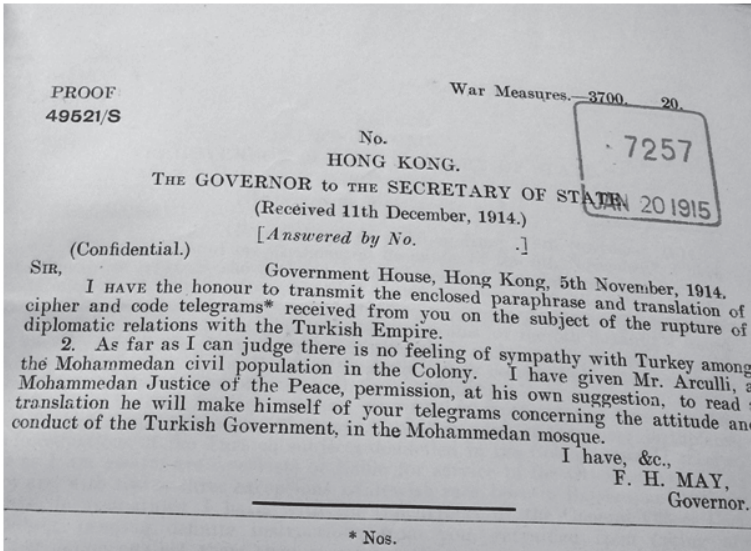 PROOF
49521/S
War Measures.—3700. 20.
7257
JAN 20 1915
No.
HONG KONG.
THE GOVERNOR to THE SECRETARY OF STATE.
(Received 11th December, 1914.)
[Answered by No. .]
(Confidential.)
SIR, Government House, Hong Kong, 5th November, 1914.
I HAVE the honour to transmit the enclosed paraphrase and translation of
cipher and code telegrams* received from you on the subject of the rupture of
diplomatic relations with the Turkish Empire.
2. As far as I can judge there is no feeling of sympathy with Turkey among
the Mohammedan civil population in the Colony. I have given Mr. Arculli, a
Mohammedan Justice of the Peace, permission, at his own suggestion, to read
translation he will make himself of your telegrams concerning the attitude
conduct of the Turkish Government, in the Mohammedan mosque.
I have, &c.,
F. H. MAY,
Governor.
* Nos.